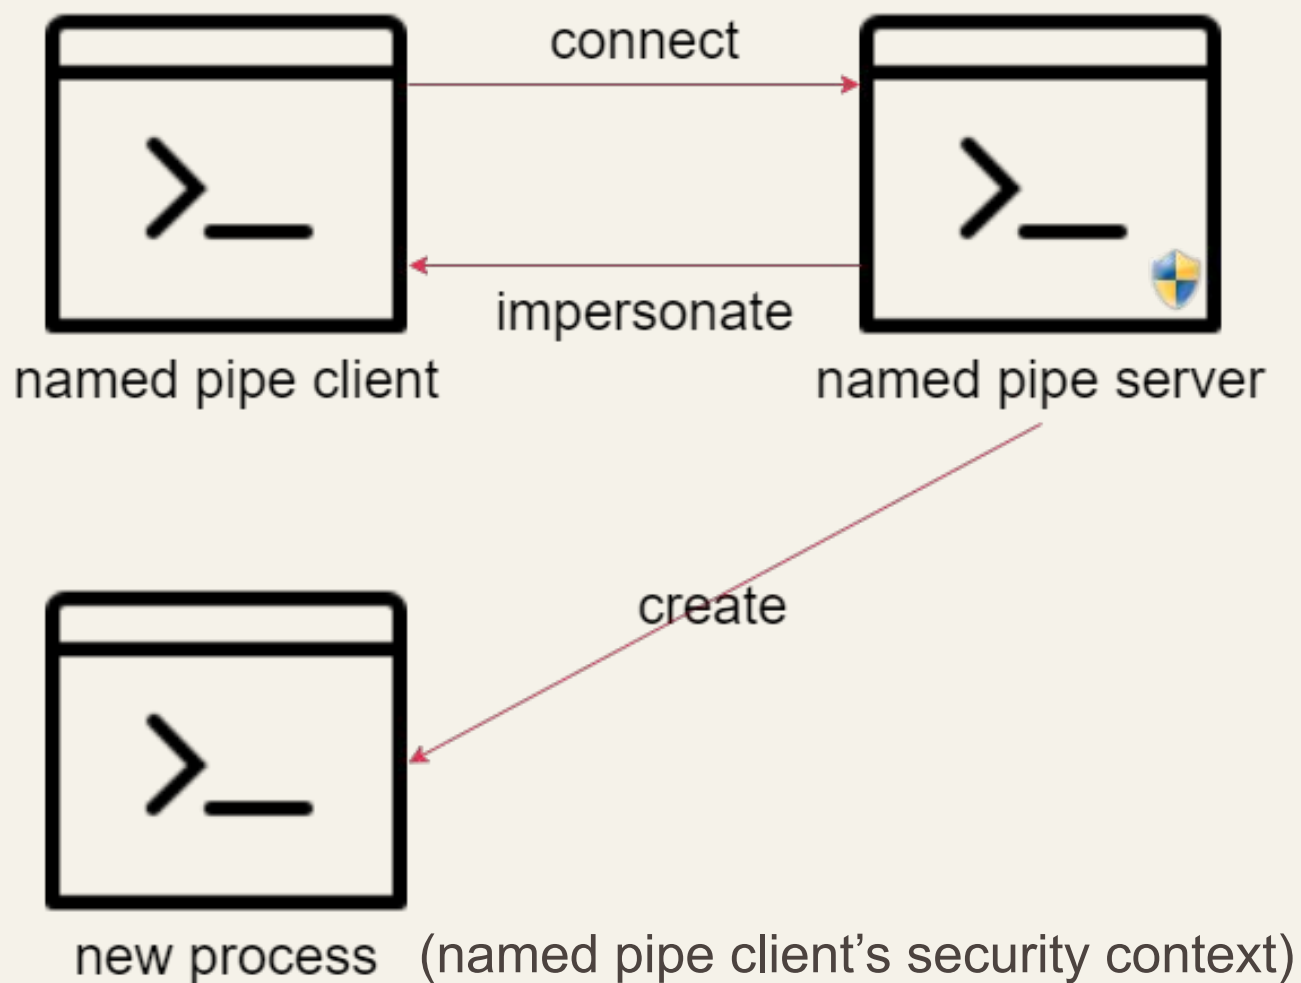 connect
impersonate
named pipe client
named pipe server
create
new process (named pipe client’s security context)